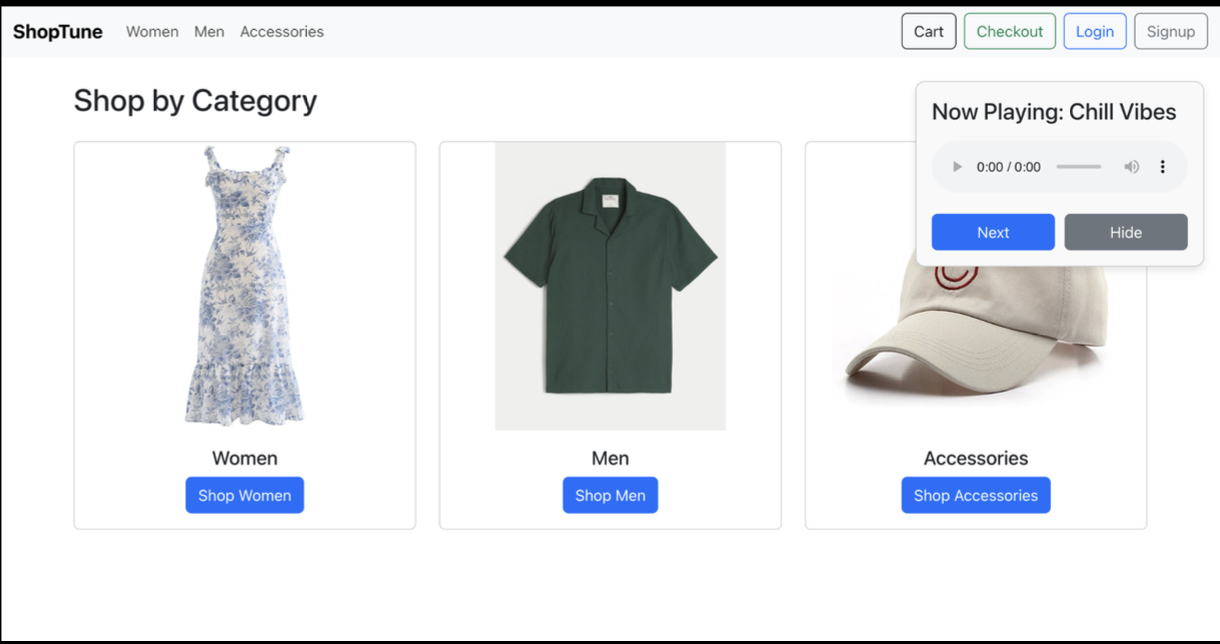 ShopTune Women Men Accessories Cart Checkout Login Signup
Shop by Category
Now Playing: Chill Vibes
0:00 / 0:00
Next Hide
Women Men Accessories
Shop Women Shop Men Shop Accessories